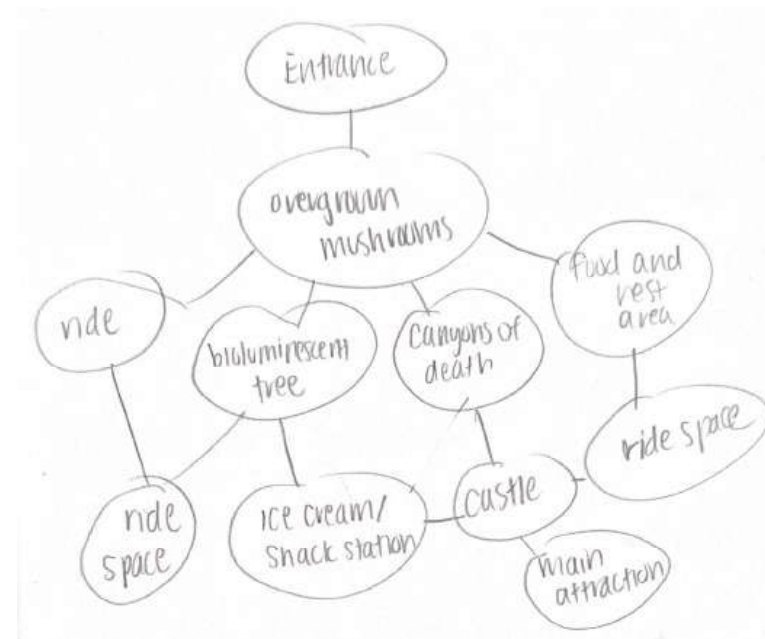 Entrance
overgrown
mushrooms
ride
bioluminescent
tree
canyons of
death
food and
rest
area
ride
space
ice cream/
snack station
castle
ride space
main
attraction